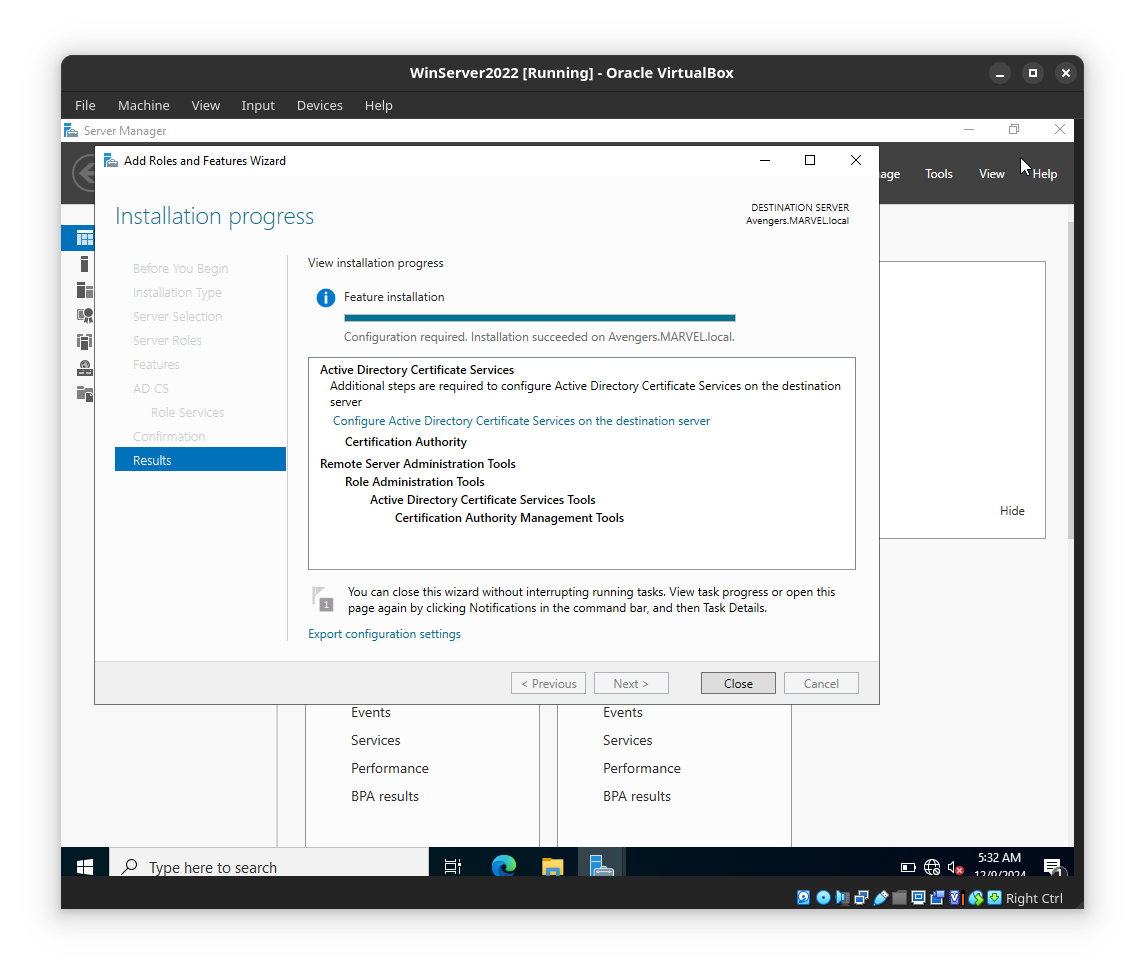 WinServer2022 [Running] - Oracle VirtualBox
File Machine View Input Devices Help
Server Manager
Add Roles and Features Wizard
Tools View Help
Installation progress
DESTINATION SERVER
Avengers.MARVEL.local
Before You Begin
Installation Type
Server Selection
Server Roles
Features
AD CS
Role Services
Confirmation
Results
View installation progress
Feature installation
Configuration required. Installation succeeded on Avengers.MARVEL.local.
Active Directory Certificate Services
Additional steps are required to configure Active Directory Certificate Services on the destination
server
Configure Active Directory Certificate Services on the destination server
Certification Authority
Remote Server Administration Tools
Role Administration Tools
Active Directory Certificate Services Tools
Certification Authority Management Tools
Hide
1
You can close this wizard without interrupting running tasks. View task progress or open this
page again by clicking Notifications in the command bar, and then Task Details.
Export configuration settings
< Previous Next > Close Cancel
Events Events
Services Services
Performance Performance
BPA results BPA results
Type here to search
5:32 AM
12/9/2024
1
Right Ctrl